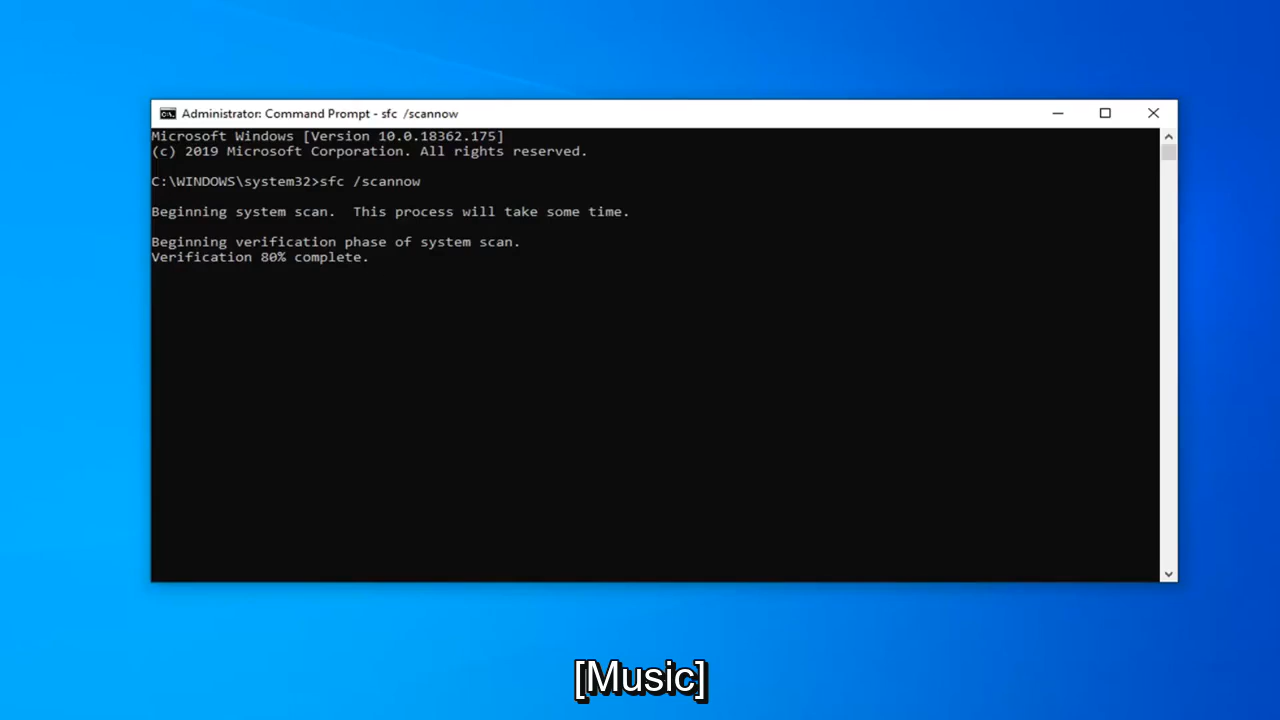 Administrator: Command Prompt - sfc  /scannow
Microsoft Windows [Version 10.0.18362.175]
(c) 2019 Microsoft Corporation. All rights reserved.
C:\WINDOWS\system32>sfc /scannow
Beginning system scan.  This process will take some time.
Beginning verification phase of system scan.
Verification 80% complete.
[Music]